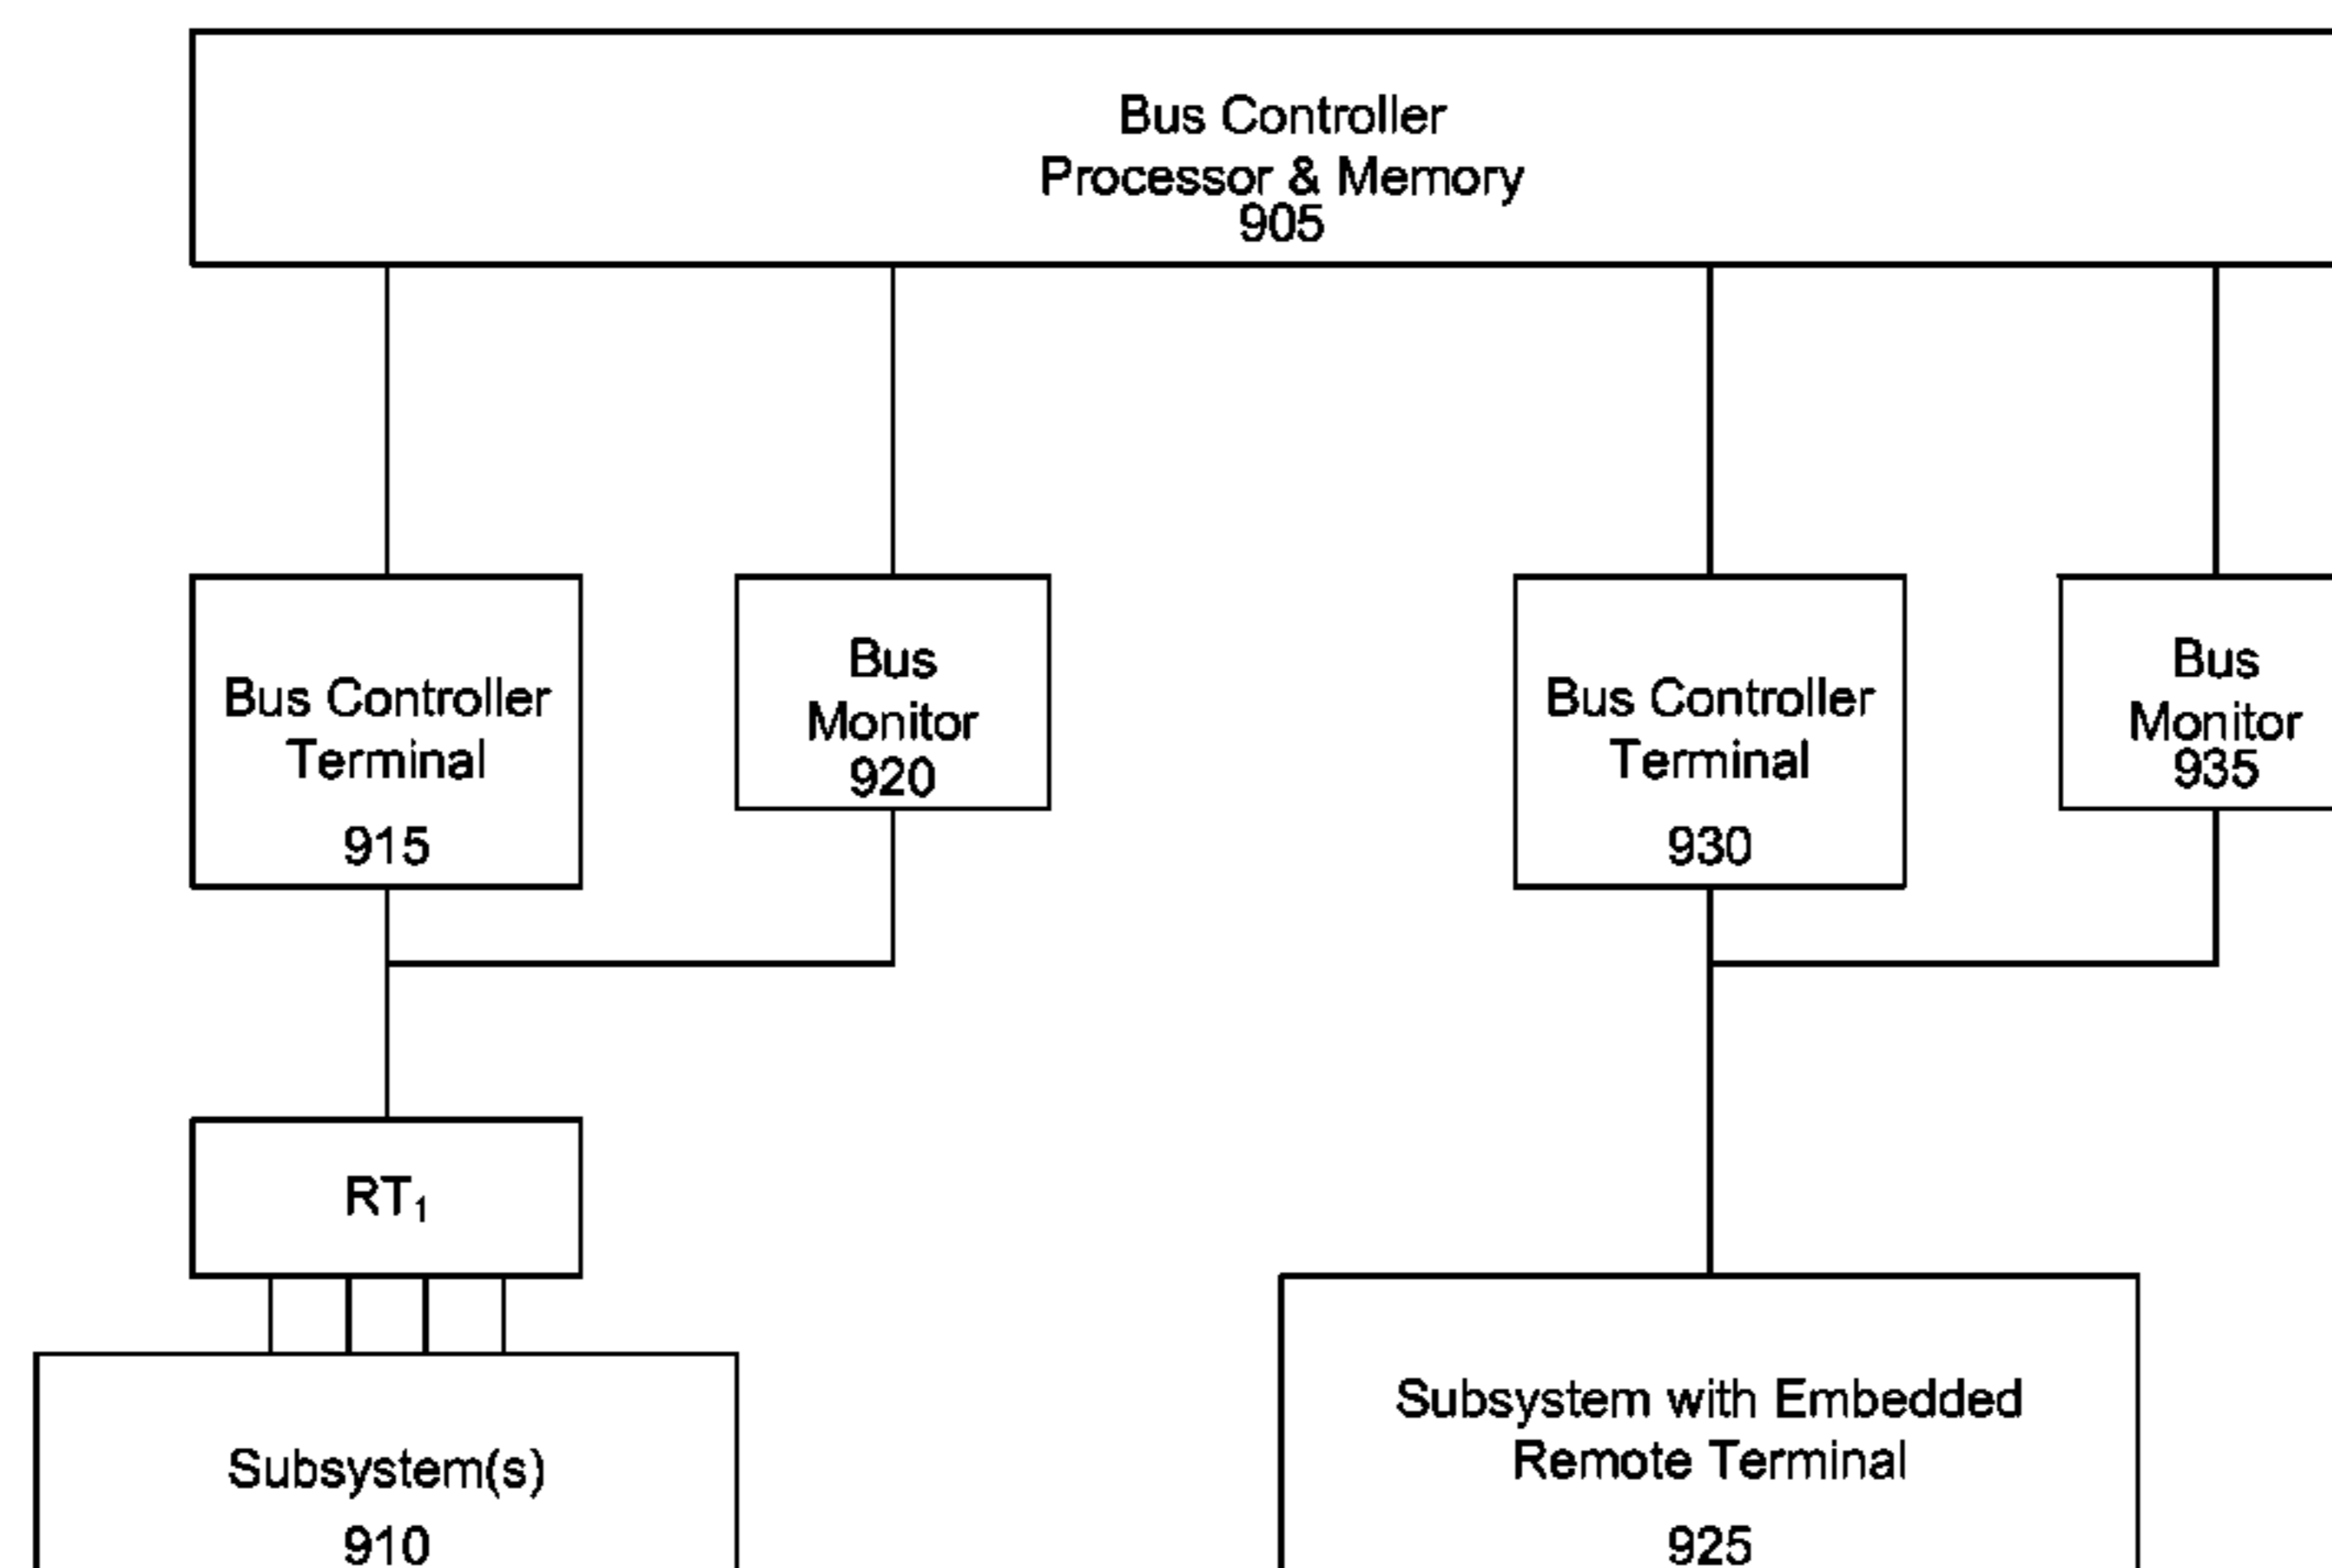 Bus Controller
Processor & Memory
905
Bus Controller
Terminal
915
Bus
Monitor
920
Bus Controller
Terminal
930
Bus
Monitor
935
RT₁
Subsystem(s)
910
Subsystem with Embedded
Remote Terminal
925